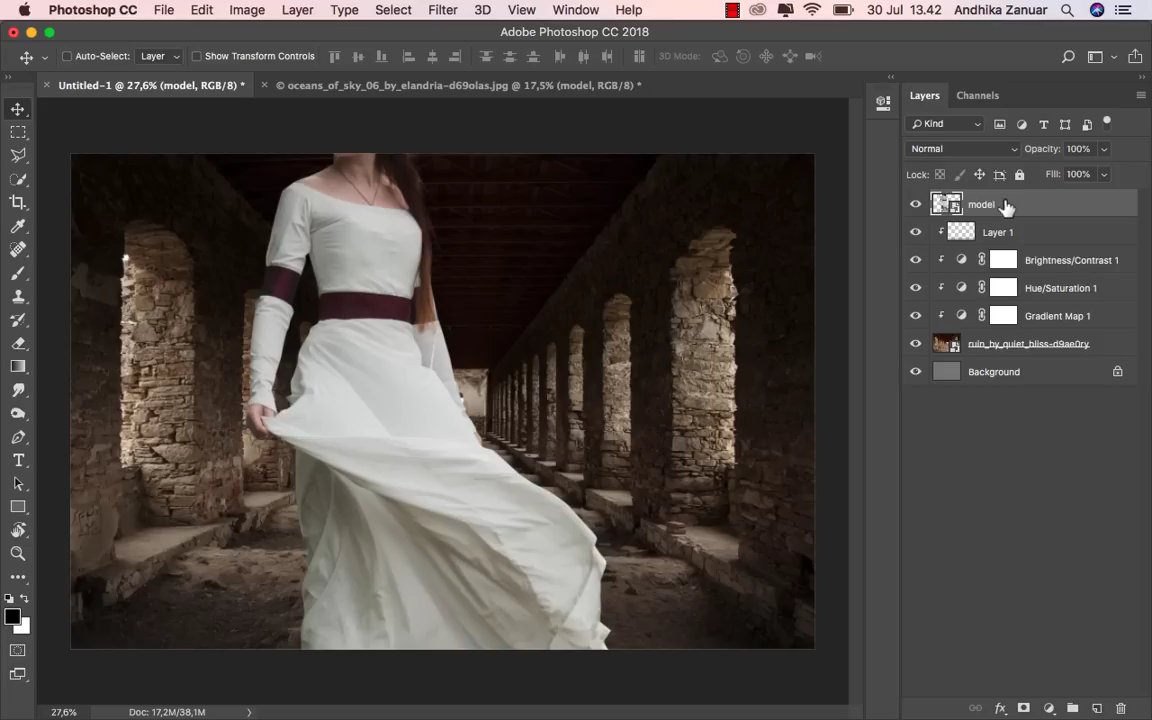 Photoshop CC File Edit Image Layer Type Select Filter 3D View Window Help 30 Jul 13.42 Andhika Zanuar
Adobe Photoshop CC 2018
Auto-Select: Layer Show Transform Controls 3D Mode:
Untitled-1 @ 27,6% (model, RGB/8) * © oceans_of_sky_06_by_elandria-d69olas.jpg @ 17,5% (model, RGB/8) *
Layers Channels
Kind
Normal Opacity: 100%
Lock: Fill: 100%
model
Layer 1
Brightness/Contrast 1
Hue/Saturation 1
Gradient Map 1
ruin_by_quiet_bliss-d9ae0ry
Background
27,6% Doc: 17,2M/38,1M